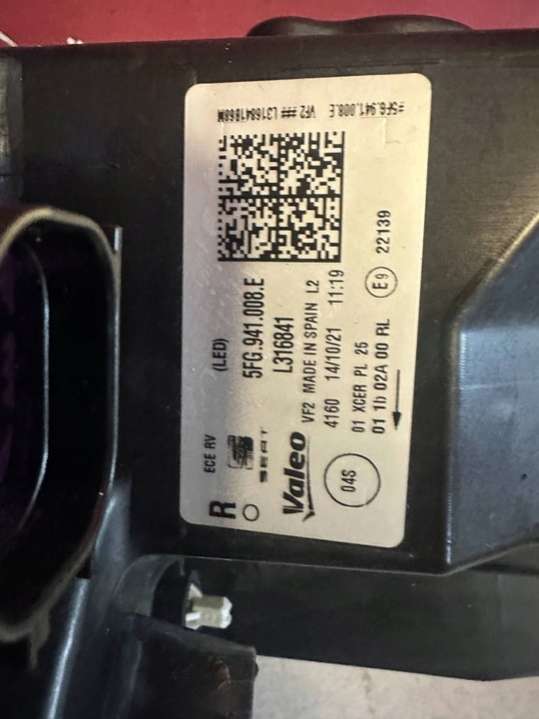 #5FG.941.008.E VF2 ### L3168841B68M
R
ECE RV
(LED)
SEAT
5FG.941.008.E
Valeo
L316841
VF2 MADE IN SPAIN L2
4160 14/10/21 11:19
04S
01 XCER PL 25
E9 22139
01 1b 02A 00 RL